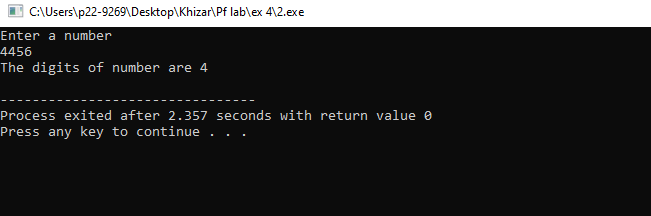 C:\Users\p22-9269\Desktop\Khizar\Pf lab\ex 4\2.exe
Enter a number
4456
The digits of number are 4
--------------------------------
Process exited after 2.357 seconds with return value 0
Press any key to continue . . .